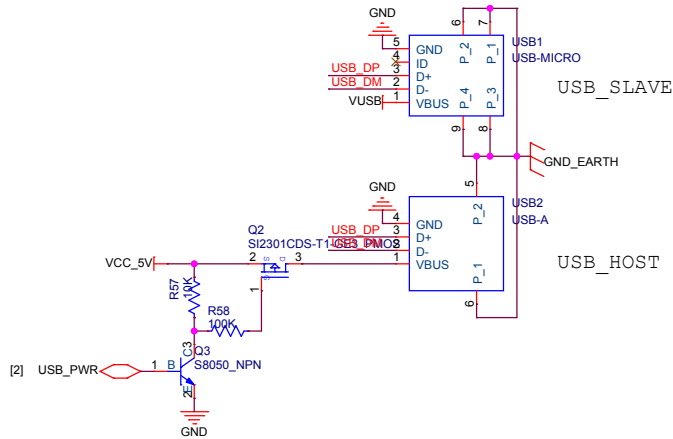 GND
6
7
5
GND
P_2
P_1
USB1
USB-MICRO
4
ID
USB_DP
3
D+
USB_DM
2
D-
P_4
P_3
USB_SLAVE
VUSB
1
VBUS
9
8
GND_EARTH
GND
5
4
GND
P_2
USB2
USB-A
Q2
USB_DP
3
D+
SI2301CDS-T1-GE3_PMOS
USB_DM
2
D-
VCC_5V
2
S
D
3
1
VBUS
P_1
USB_HOST
G
R57
10K
1
6
R58
100K
C
3
Q3
[2]
USB_PWR
1
B
S8050_NPN
2
E
GND